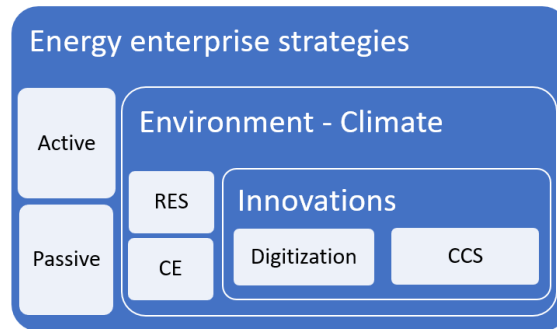 Energy enterprise strategies
Active
Passive
Environment - Climate
RES
CE
Innovations
Digitization
CCS